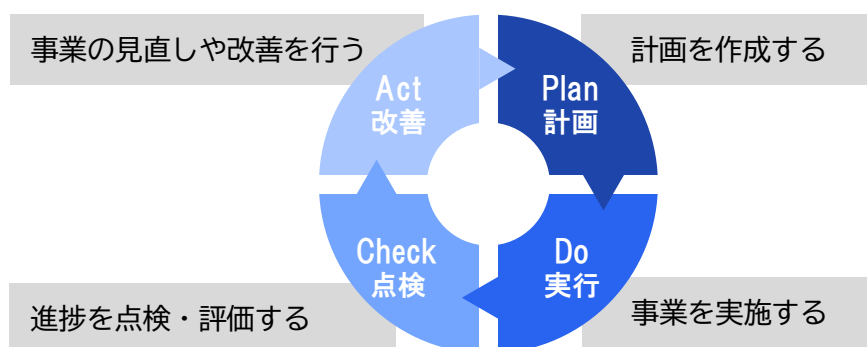 事業の見直しや改善を行う
Act
改善
Plan
計画
計画を作成する
Check
点検
Do
実行
進捗を点検・評価する
事業を実施する